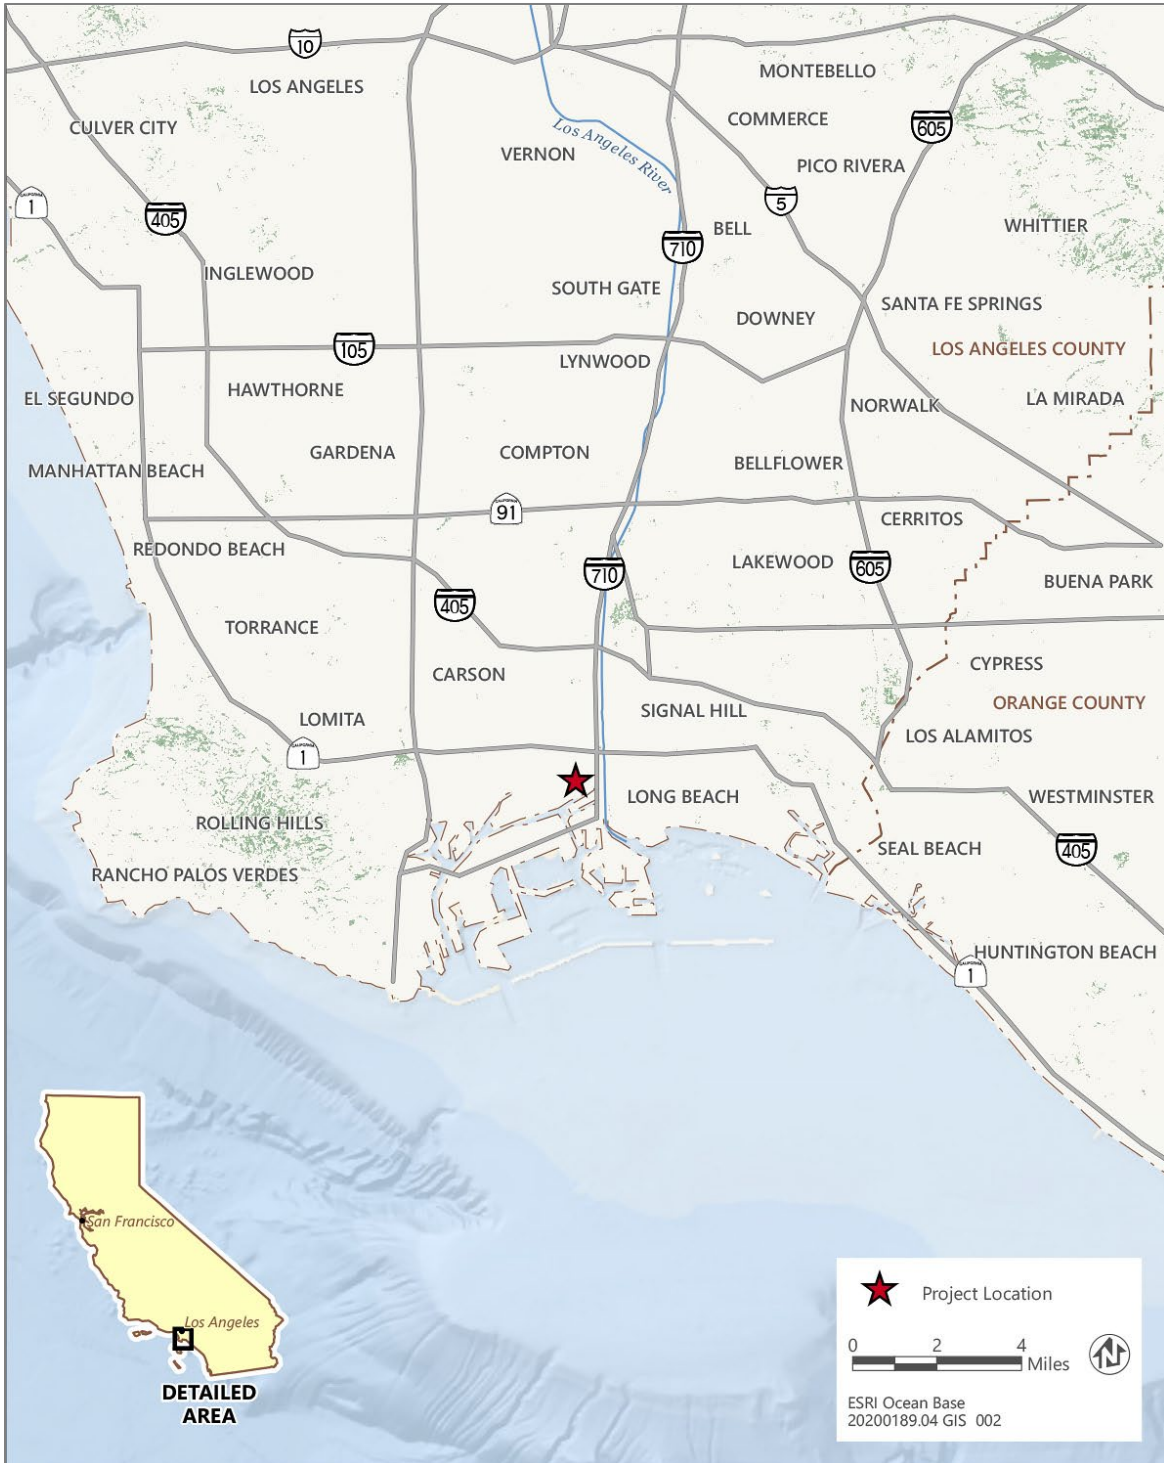 10
LOS ANGELES
MONTEBELLO
CULVER CITY
COMMERCE
605
Los Angeles River
VERNON
PICO RIVERA
CALIFORNIA
1
405
5
BELL
WHITTIER
710
INGLEWOOD
SOUTH GATE
SANTA FE SPRINGS
DOWNEY
105
LYNWOOD
LOS ANGELES COUNTY
EL SEGUNDO
HAWTHORNE
NORWALK
LA MIRADA
GARDENA
COMPTON
BELLFLOWER
MANHATTAN BEACH
CALIFORNIA
91
CERRITOS
REDONDO BEACH
LAKEWOOD
605
710
BUENA PARK
405
TORRANCE
CARSON
CYPRESS
ORANGE COUNTY
LOMITA
SIGNAL HILL
LOS ALAMITOS
CALIFORNIA
1
LONG BEACH
WESTMINSTER
ROLLING HILLS
SEAL BEACH
405
RANCHO PALOS VERDES
HUNTINGTON BEACH
CALIFORNIA
1
San Francisco
Los Angeles
DETAILED
AREA
Project Location
0 2 4
Miles
N
ESRI Ocean Base
20200189.04 GIS 002